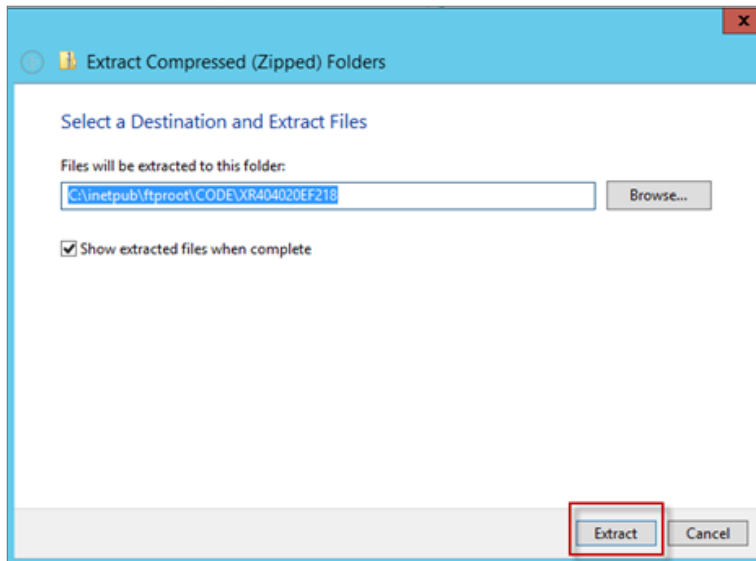 x
Extract Compressed (Zipped) Folders
Select a Destination and Extract Files
Files will be extracted to this folder:
C:\inetpub\ftproot\CODE\XR404020EF218
Browse...
Show extracted files when complete
Extract Cancel